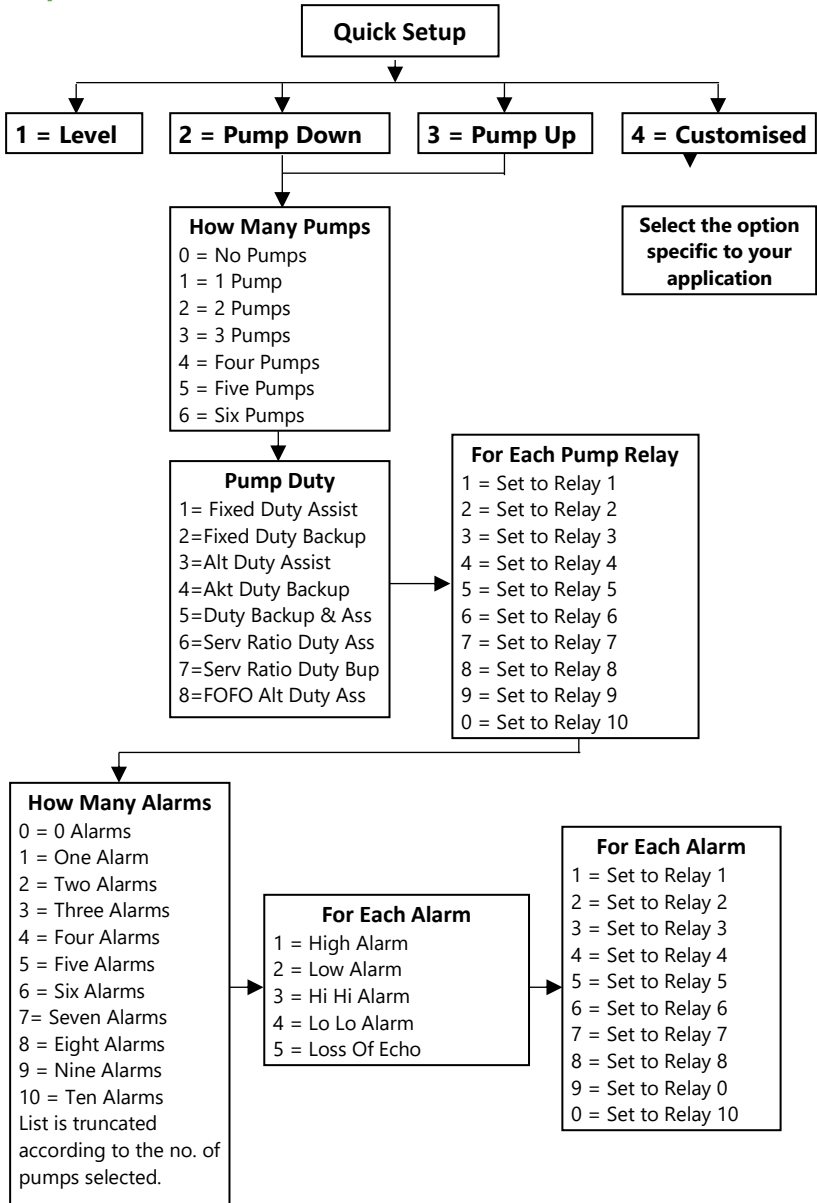 Quick Setup
1 = Level
2 = Pump Down
3 = Pump Up
4 = Customised
Select the option
specific to your
application
How Many Pumps
0 = No Pumps
1 = 1 Pump
2 = 2 Pumps
3 = 3 Pumps
4 = Four Pumps
5 = Five Pumps
6 = Six Pumps
Pump Duty
1= Fixed Duty Assist
2=Fixed Duty Backup
3=Alt Duty Assist
4=Akt Duty Backup
5=Duty Backup & Ass
6=Serv Ratio Duty Ass
7=Serv Ratio Duty Bup
8=FOFO Alt Duty Ass
For Each Pump Relay
1 = Set to Relay 1
2 = Set to Relay 2
3 = Set to Relay 3
4 = Set to Relay 4
5 = Set to Relay 5
6 = Set to Relay 6
7 = Set to Relay 7
8 = Set to Relay 8
9 = Set to Relay 9
0 = Set to Relay 10
How Many Alarms
0 = 0 Alarms
1 = One Alarm
2 = Two Alarms
3 = Three Alarms
4 = Four Alarms
5 = Five Alarms
6 = Six Alarms
7= Seven Alarms
8 = Eight Alarms
9 = Nine Alarms
10 = Ten Alarms
List is truncated
according to the no. of
pumps selected.
For Each Alarm
1 = High Alarm
2 = Low Alarm
3 = Hi Hi Alarm
4 = Lo Lo Alarm
5 = Loss Of Echo
For Each Alarm
1 = Set to Relay 1
2 = Set to Relay 2
3 = Set to Relay 3
4 = Set to Relay 4
5 = Set to Relay 5
6 = Set to Relay 6
7 = Set to Relay 7
8 = Set to Relay 8
9 = Set to Relay 0
0 = Set to Relay 10